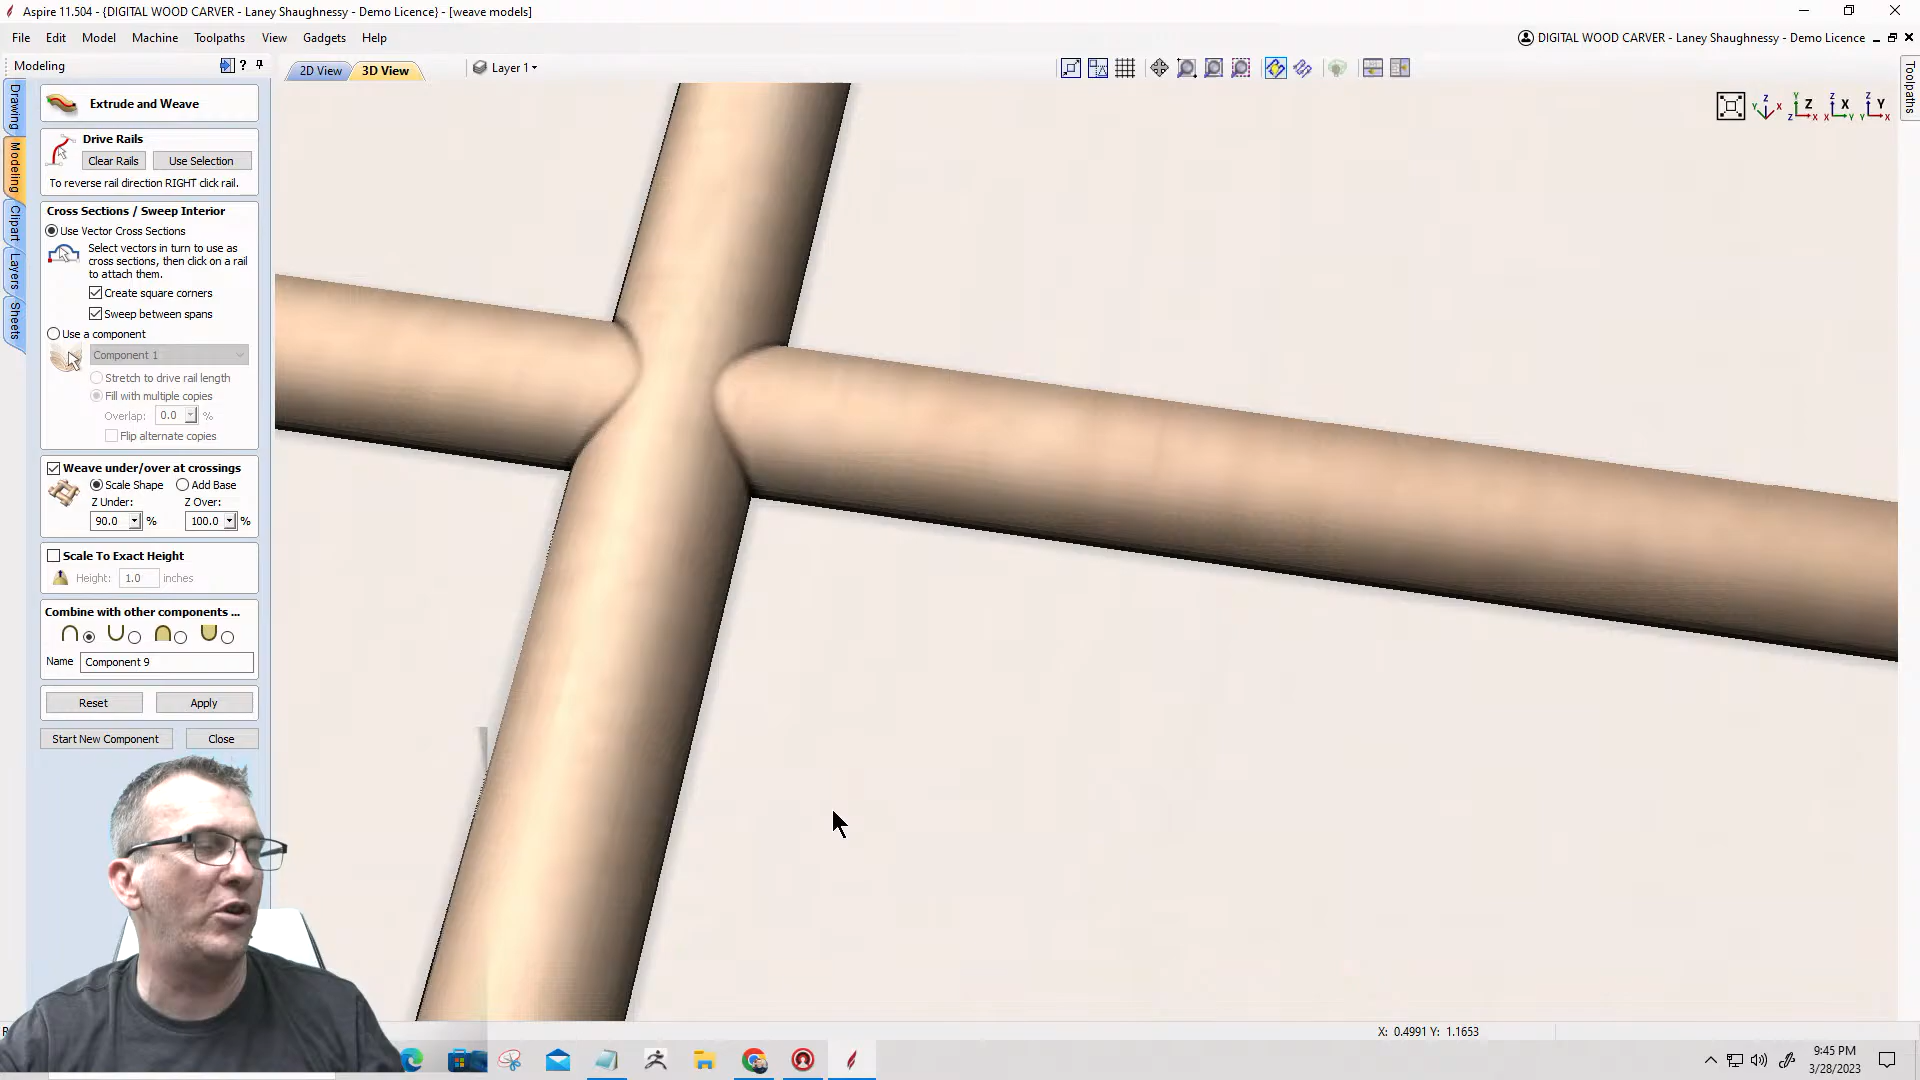 Aspire 11.504 - {DIGITAL WOOD CARVER - Laney Shaughnessy - Demo Licence} - [weave models]
File Edit Model Machine Toolpaths View Gadgets Help
DIGITAL WOOD CARVER - Laney Shaughnessy - Demo Licence
Modeling
2D View 3D View Layer 1
Toolpaths
Drawing
Modeling
Clipart
Layers
Sheets
Extrude and Weave
Drive Rails
Clear Rails Use Selection
To reverse rail direction RIGHT click rail.
Cross Sections / Sweep Interior
Use Vector Cross Sections
Select vectors in turn to use as
cross sections, then click on a rail
to attach them.
Create square corners
Sweep between spans
Use a component
Component 1
Stretch to drive rail length
Fill with multiple copies
Overlap: 0.0 %
Flip alternate copies
Weave under/over at crossings
Scale Shape Add Base
Z Under: Z Over:
90.0 % 100.0 %
Scale To Exact Height
Height: 1.0 inches
Combine with other components ...
Name Component 9
Reset Apply
Start New Component Close
Y Z X
Y Z Z X
Z X X Y
Z Y Y X
X: 0.4991 Y: 1.1653
9:45 PM
3/28/2023